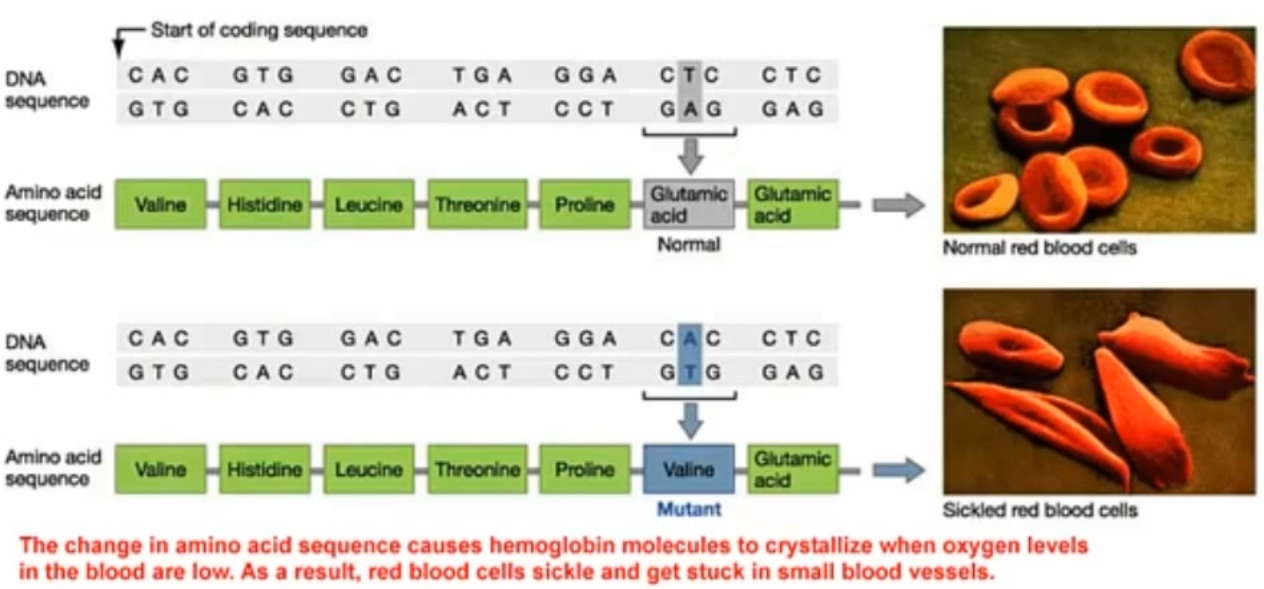 Start of coding sequence
DNA sequence
C A C G T G G A C T G A G G A C T C C T C
G T G C A C C T G A C T C C T G A G G A G
Amino acid sequence
Valine Histidine Leucine Threonine Proline Glutamic acid Glutamic acid
Normal
Normal red blood cells
DNA sequence
C A C G T G G A C T G A G G A C A C C T C
G T G C A C C T G A C T C C T G T G G A G
Amino acid sequence
Valine Histidine Leucine Threonine Proline Valine Glutamic acid
Mutant
Sickled red blood cells
The change in amino acid sequence causes hemoglobin molecules to crystallize when oxygen levels
in the blood are low. As a result, red blood cells sickle and get stuck in small blood vessels.